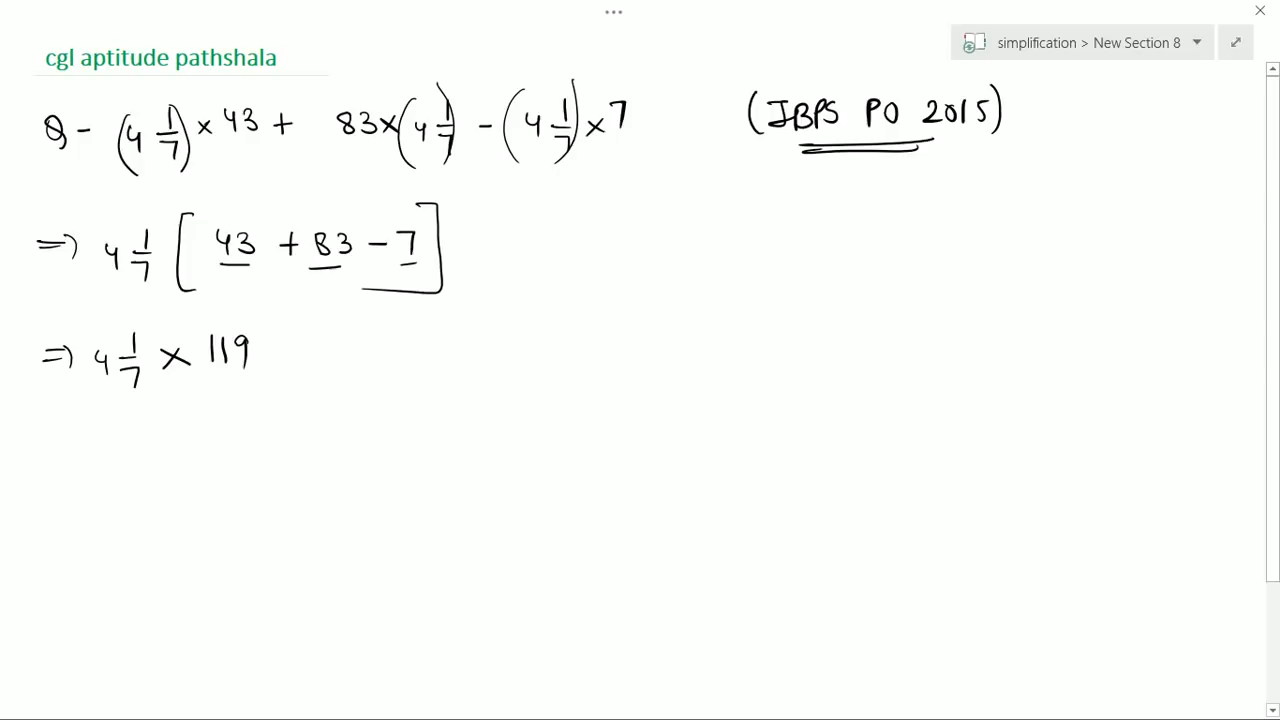 cgl aptitude pathshala
simplification > New Section 8
Q - (4 1/7) × 43 + 83 × (4 1/7) - (4 1/7) × 7
(IBPS PO 2015)
=> 4 1/7 [ 43 + 83 - 7 ]
=> 4 1/7 × 119